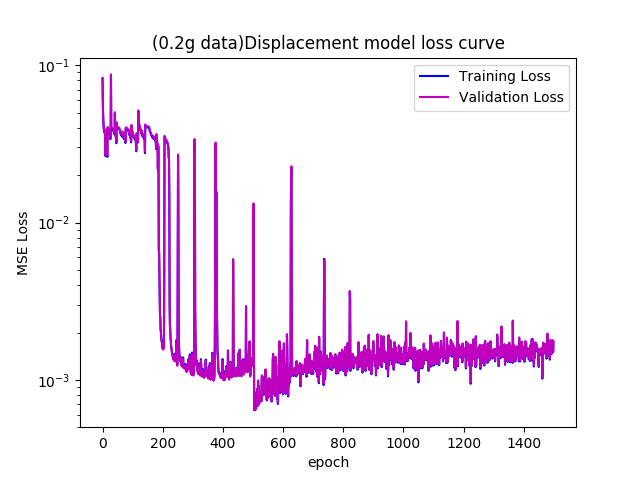 (0.2g data)Displacement model loss curve
Training Loss
Validation Loss
MSE Loss
10⁻¹
10⁻²
10⁻³
0 200 400 600 800 1000 1200 1400
epoch